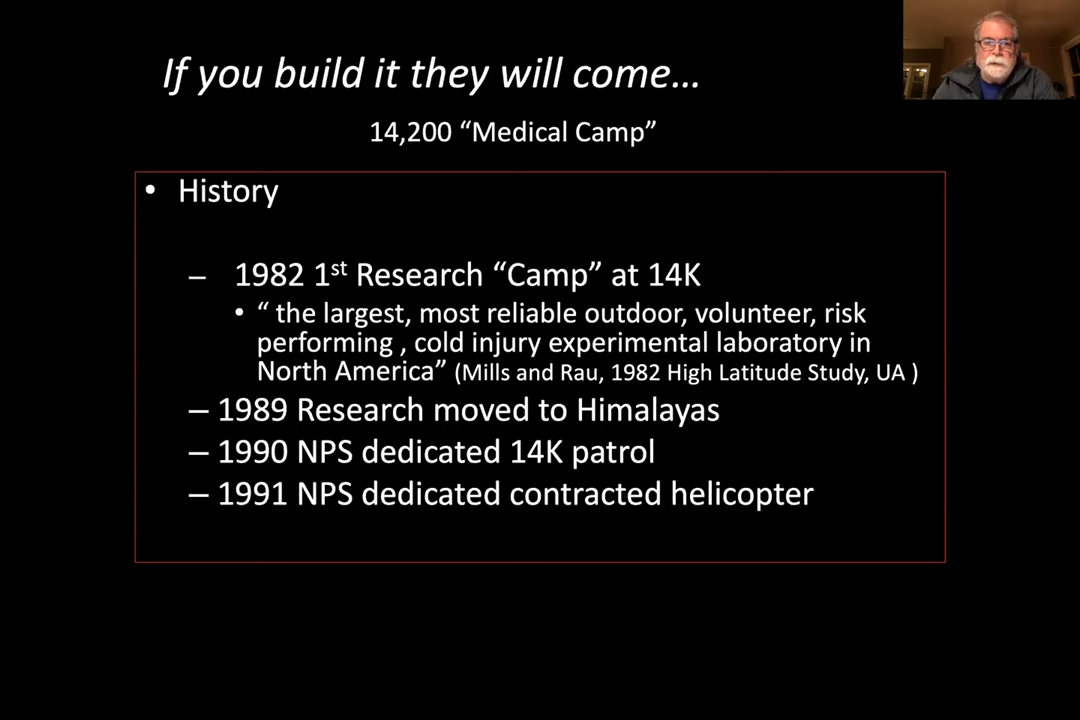 If you build it they will come…
14,200 “Medical Camp”
• History
– 1982 1st Research “Camp” at 14K
• “ the largest, most reliable outdoor, volunteer, risk
performing , cold injury experimental laboratory in
North America” (Mills and Rau, 1982 High Latitude Study, UA )
– 1989 Research moved to Himalayas
– 1990 NPS dedicated 14K patrol
– 1991 NPS dedicated contracted helicopter